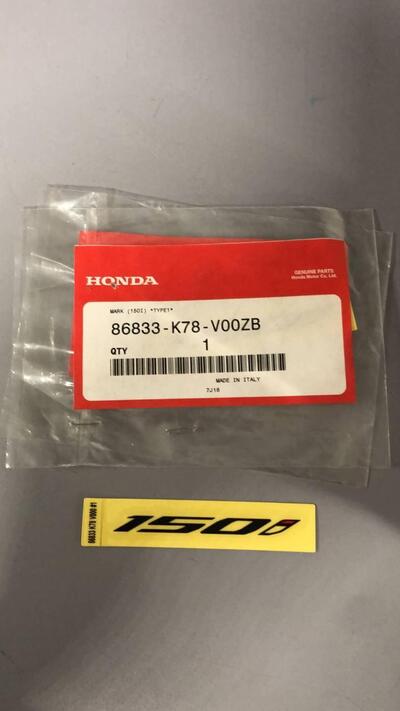 HONDA
GENUINE PARTS
Honda Motor Co., Ltd.
MARK (150I) *TYPE1*
86833-K78-V00ZB
QTY 1
MADE IN ITALY
7J18
86833 K78 V000 #1
150i